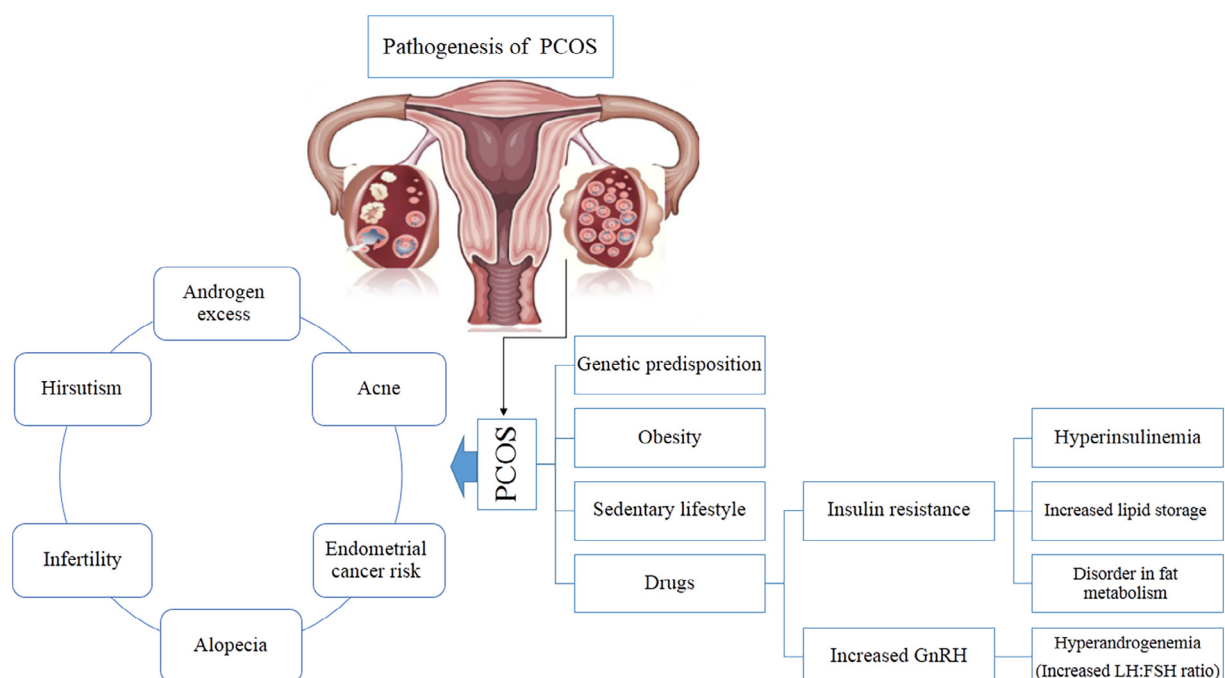 Pathogenesis of PCOS
Androgen
excess
Hirsutism
Acne
Infertility
Endometrial
cancer risk
Alopecia
PCOS
Genetic predisposition
Obesity
Sedentary lifestyle
Drugs
Insulin resistance
Increased GnRH
Hyperinsulinemia
Increased lipid storage
Disorder in fat
metabolism
Hyperandrogenemia
(Increased LH:FSH ratio)